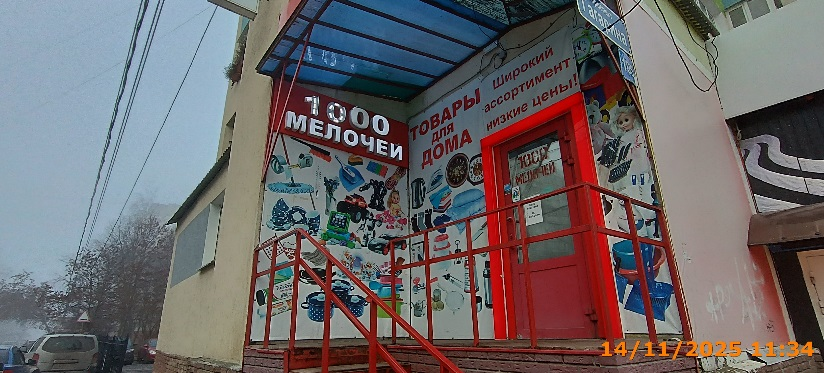 1000
МЕЛОЧЕЙ
ТОВАРЫ
для
ДОМА
Широкий
ассортимент
низкие цены!
1000
МЕЛОЧЕЙ
14/11/2025 11:34